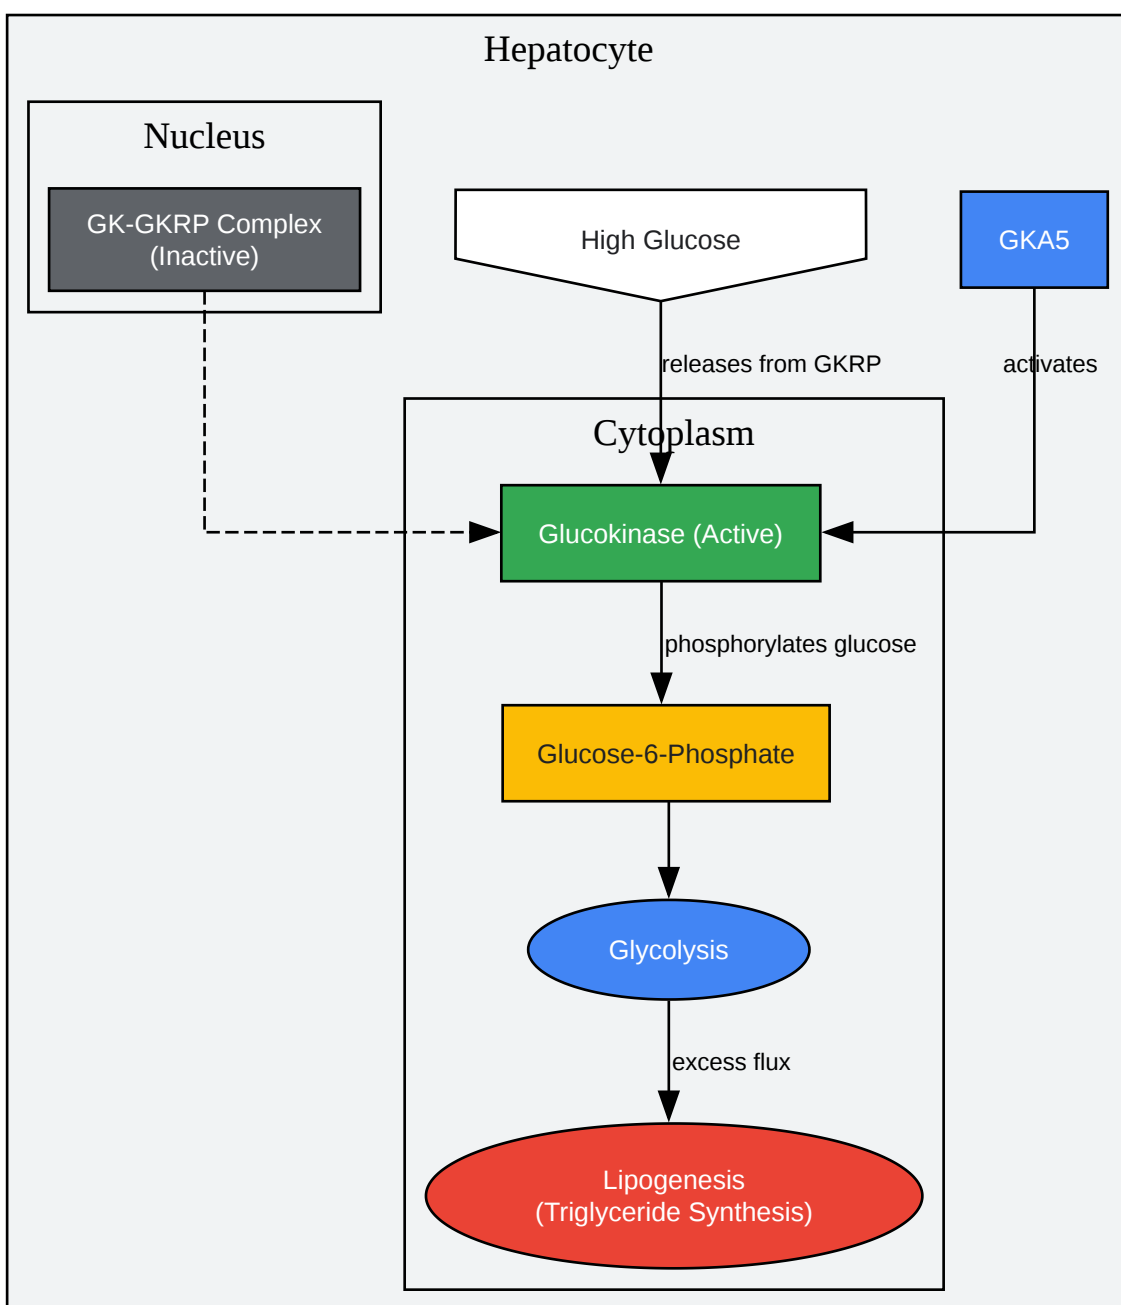 Hepatocyte
Nucleus
GK-GKRP Complex
(Inactive)
High Glucose
GKA5
releases from GKRP
activates
Cytoplasm
Glucokinase (Active)
phosphorylates glucose
Glucose-6-Phosphate
Glycolysis
excess flux
Lipogenesis
(Triglyceride Synthesis)